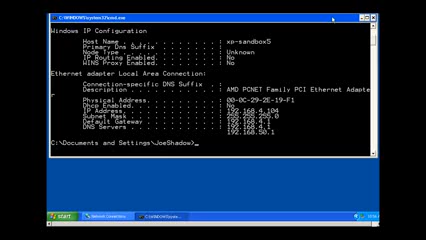 C:\WINDOWS\system32\cmd.exe
Windows IP Configuration
Host Name . . . . . . . . . . . . : xp-sandbox5
Primary Dns Suffix . . . . . . . :
Node Type . . . . . . . . . . . . : Unknown
IP Routing Enabled. . . . . . . . : No
WINS Proxy Enabled. . . . . . . . : No
Ethernet adapter Local Area Connection:
Connection-specific DNS Suffix . :
Description . . . . . . . . . . . : AMD PCNET Family PCI Ethernet Adapte
r
Physical Address. . . . . . . . . : 00-0C-29-2E-19-F1
Dhcp Enabled. . . . . . . . . . . : No
IP Address. . . . . . . . . . . . : 192.168.4.104
Subnet Mask . . . . . . . . . . . : 255.255.255.0
Default Gateway . . . . . . . . . : 192.168.4.1
DNS Servers . . . . . . . . . . . : 192.168.4.1
192.168.50.1
C:\Documents and Settings\JoeShadow>_
start
Network Connections
C:\WINDOWS\syste...